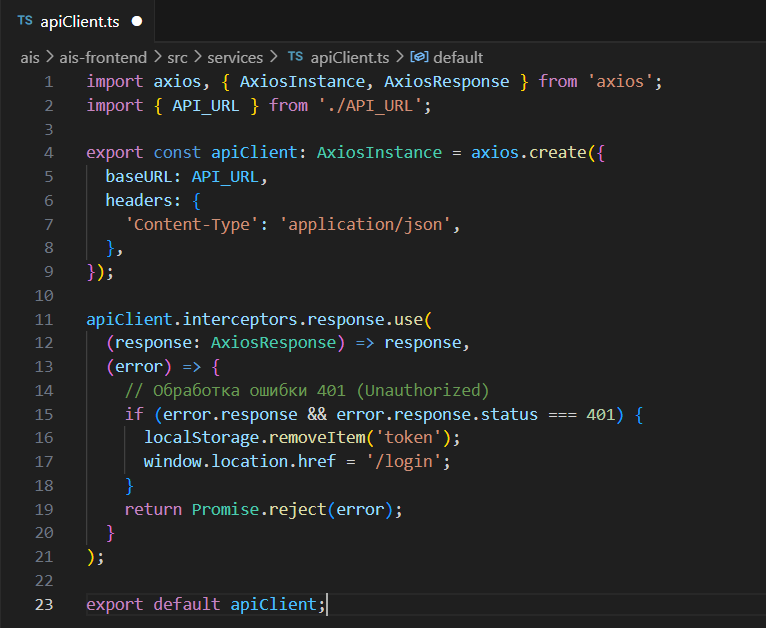 TS apiClient.ts ●
ais > ais-frontend > src > services > TS apiClient.ts > default
1 import axios, { AxiosInstance, AxiosResponse } from 'axios';
2 import { API_URL } from './API_URL';
3
4 export const apiClient: AxiosInstance = axios.create({
5   baseURL: API_URL,
6   headers: {
7     'Content-Type': 'application/json',
8   },
9 });
10
11 apiClient.interceptors.response.use(
12   (response: AxiosResponse) => response,
13   (error) => {
14     // Обработка ошибки 401 (Unauthorized)
15     if (error.response && error.response.status === 401) {
16       localStorage.removeItem('token');
17       window.location.href = '/login';
18     }
19     return Promise.reject(error);
20   }
21 );
22
23 export default apiClient;